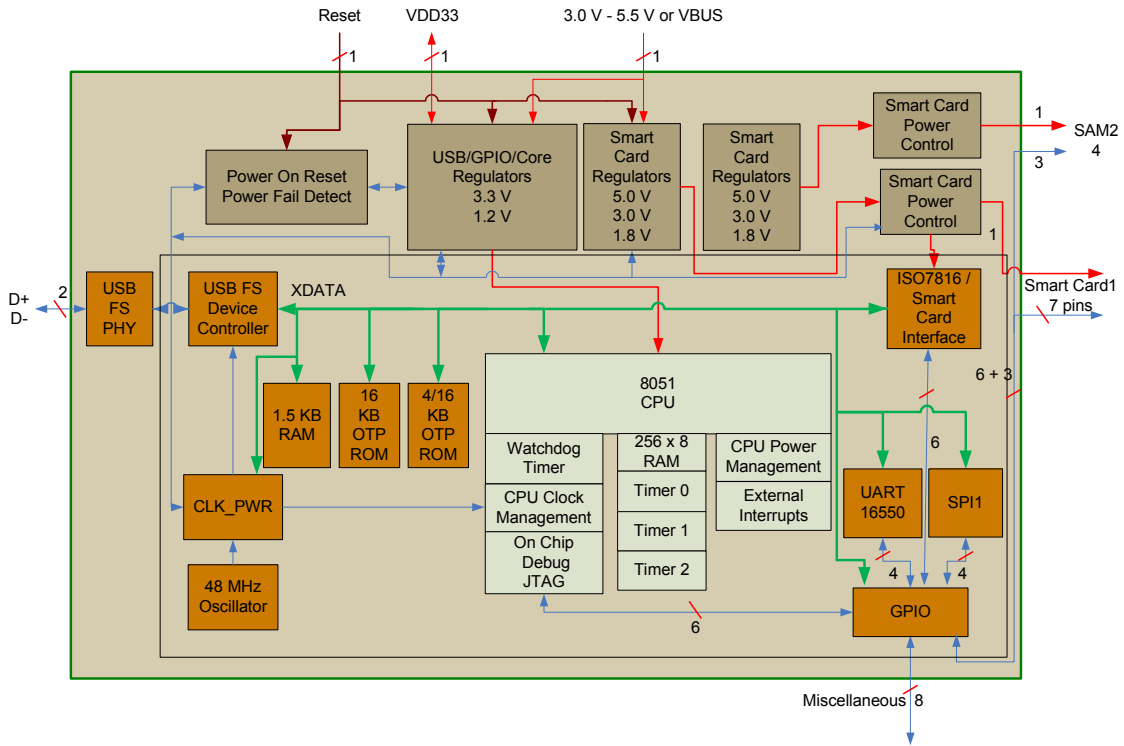 Reset
VDD33
3.0 V - 5.5 V or VBUS
1
1
1
Smart Card
Power
Control
1
SAM2
3
4
Power On Reset
Power Fail Detect
USB/GPIO/Core
Regulators
3.3 V
1.2 V
Smart
Card
Regulators
5.0 V
3.0 V
1.8 V
Smart
Card
Regulators
5.0 V
3.0 V
1.8 V
Smart Card
Power
Control
1
D+
D-
2
USB
FS
PHY
USB FS
Device
Controller
XDATA
ISO7816 /
Smart
Card
Interface
Smart Card1
7 pins
1.5 KB
RAM
16
KB
OTP
ROM
4/16
KB
OTP
ROM
8051
CPU
6 + 3
6
Watchdog
Timer
CPU Clock
Management
On Chip
Debug
JTAG
256 x 8
RAM
Timer 0
Timer 1
Timer 2
CPU Power
Management
External
Interrupts
UART
16550
SPI1
CLK_PWR
48 MHz
Oscillator
4
4
6
GPIO
Miscellaneous
8